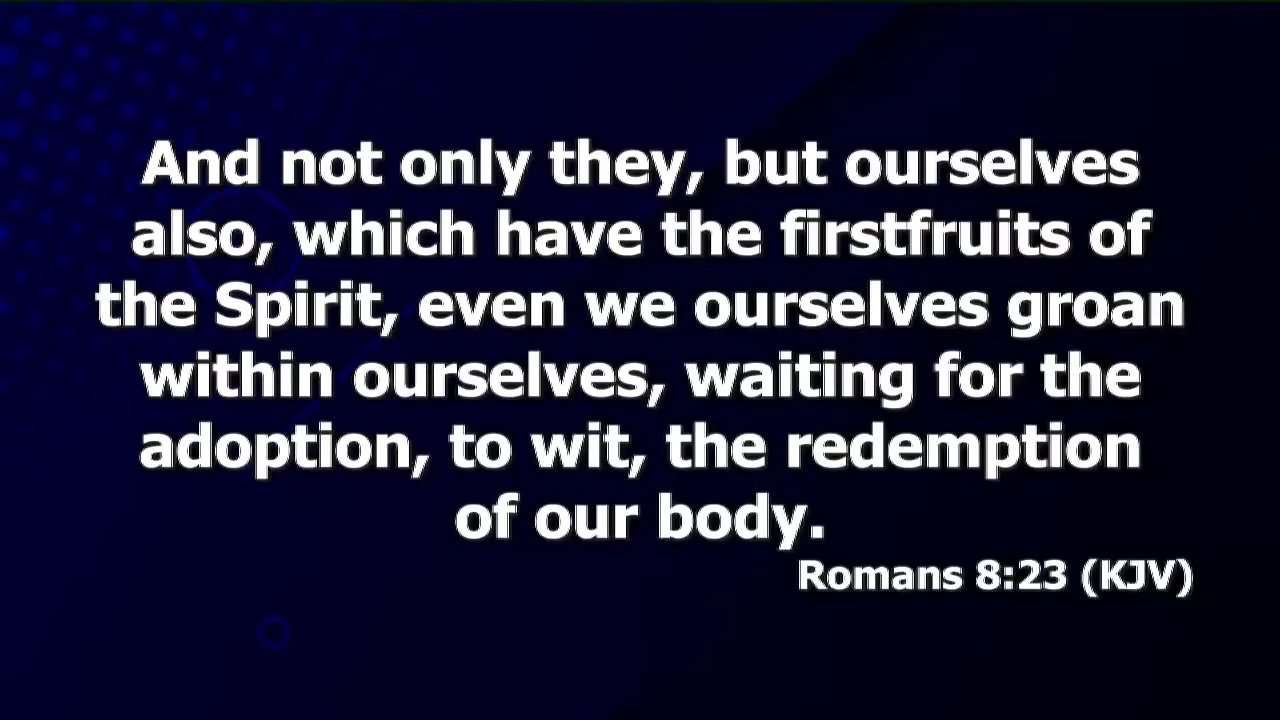 And not only they, but ourselves
also, which have the firstfruits of
the Spirit, even we ourselves groan
within ourselves, waiting for the
adoption, to wit, the redemption
of our body.
Romans 8:23 (KJV)